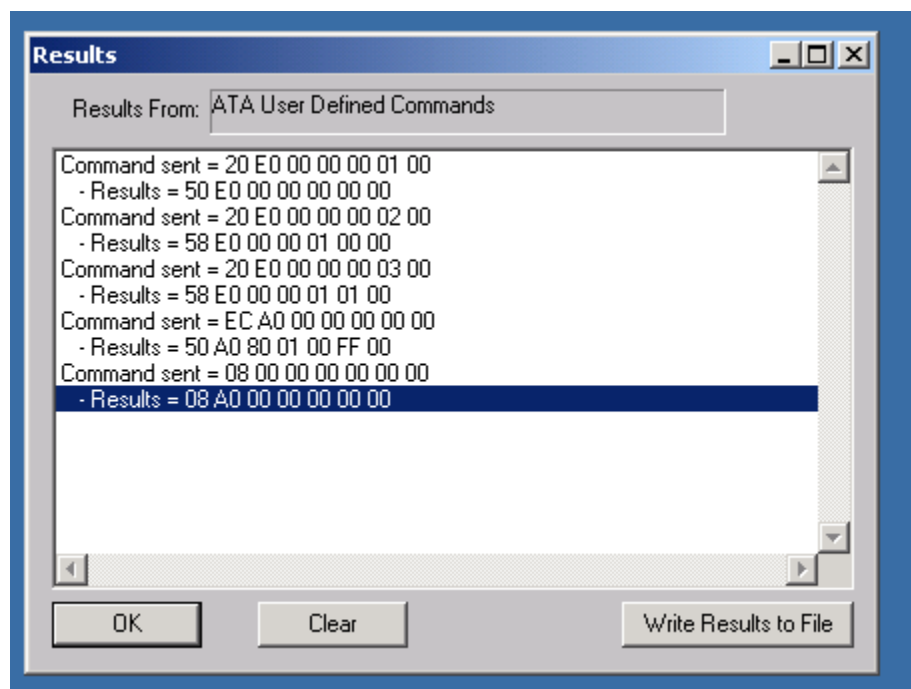 Results
Results From: ATA User Defined Commands
Command sent = 20 E0 00 00 00 01 00
- Results = 50 E0 00 00 00 00 00
Command sent = 20 E0 00 00 00 02 00
- Results = 58 E0 00 00 01 00 00
Command sent = 20 E0 00 00 00 03 00
- Results = 58 E0 00 00 01 01 00
Command sent = EC A0 00 00 00 00 00
- Results = 50 A0 80 01 00 FF 00
Command sent = 08 00 00 00 00 00 00
- Results = 08 A0 00 00 00 00 00
OK Clear Write Results to File